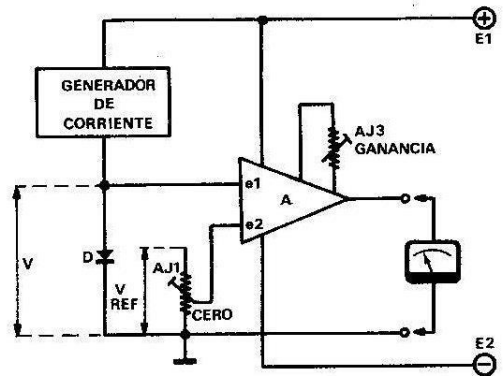 +
E1
GENERADOR
DE
CORRIENTE
AJ3
GANANCIA
e1
A
e2
V
D
V
REF
AJ1
CERO
E2
−